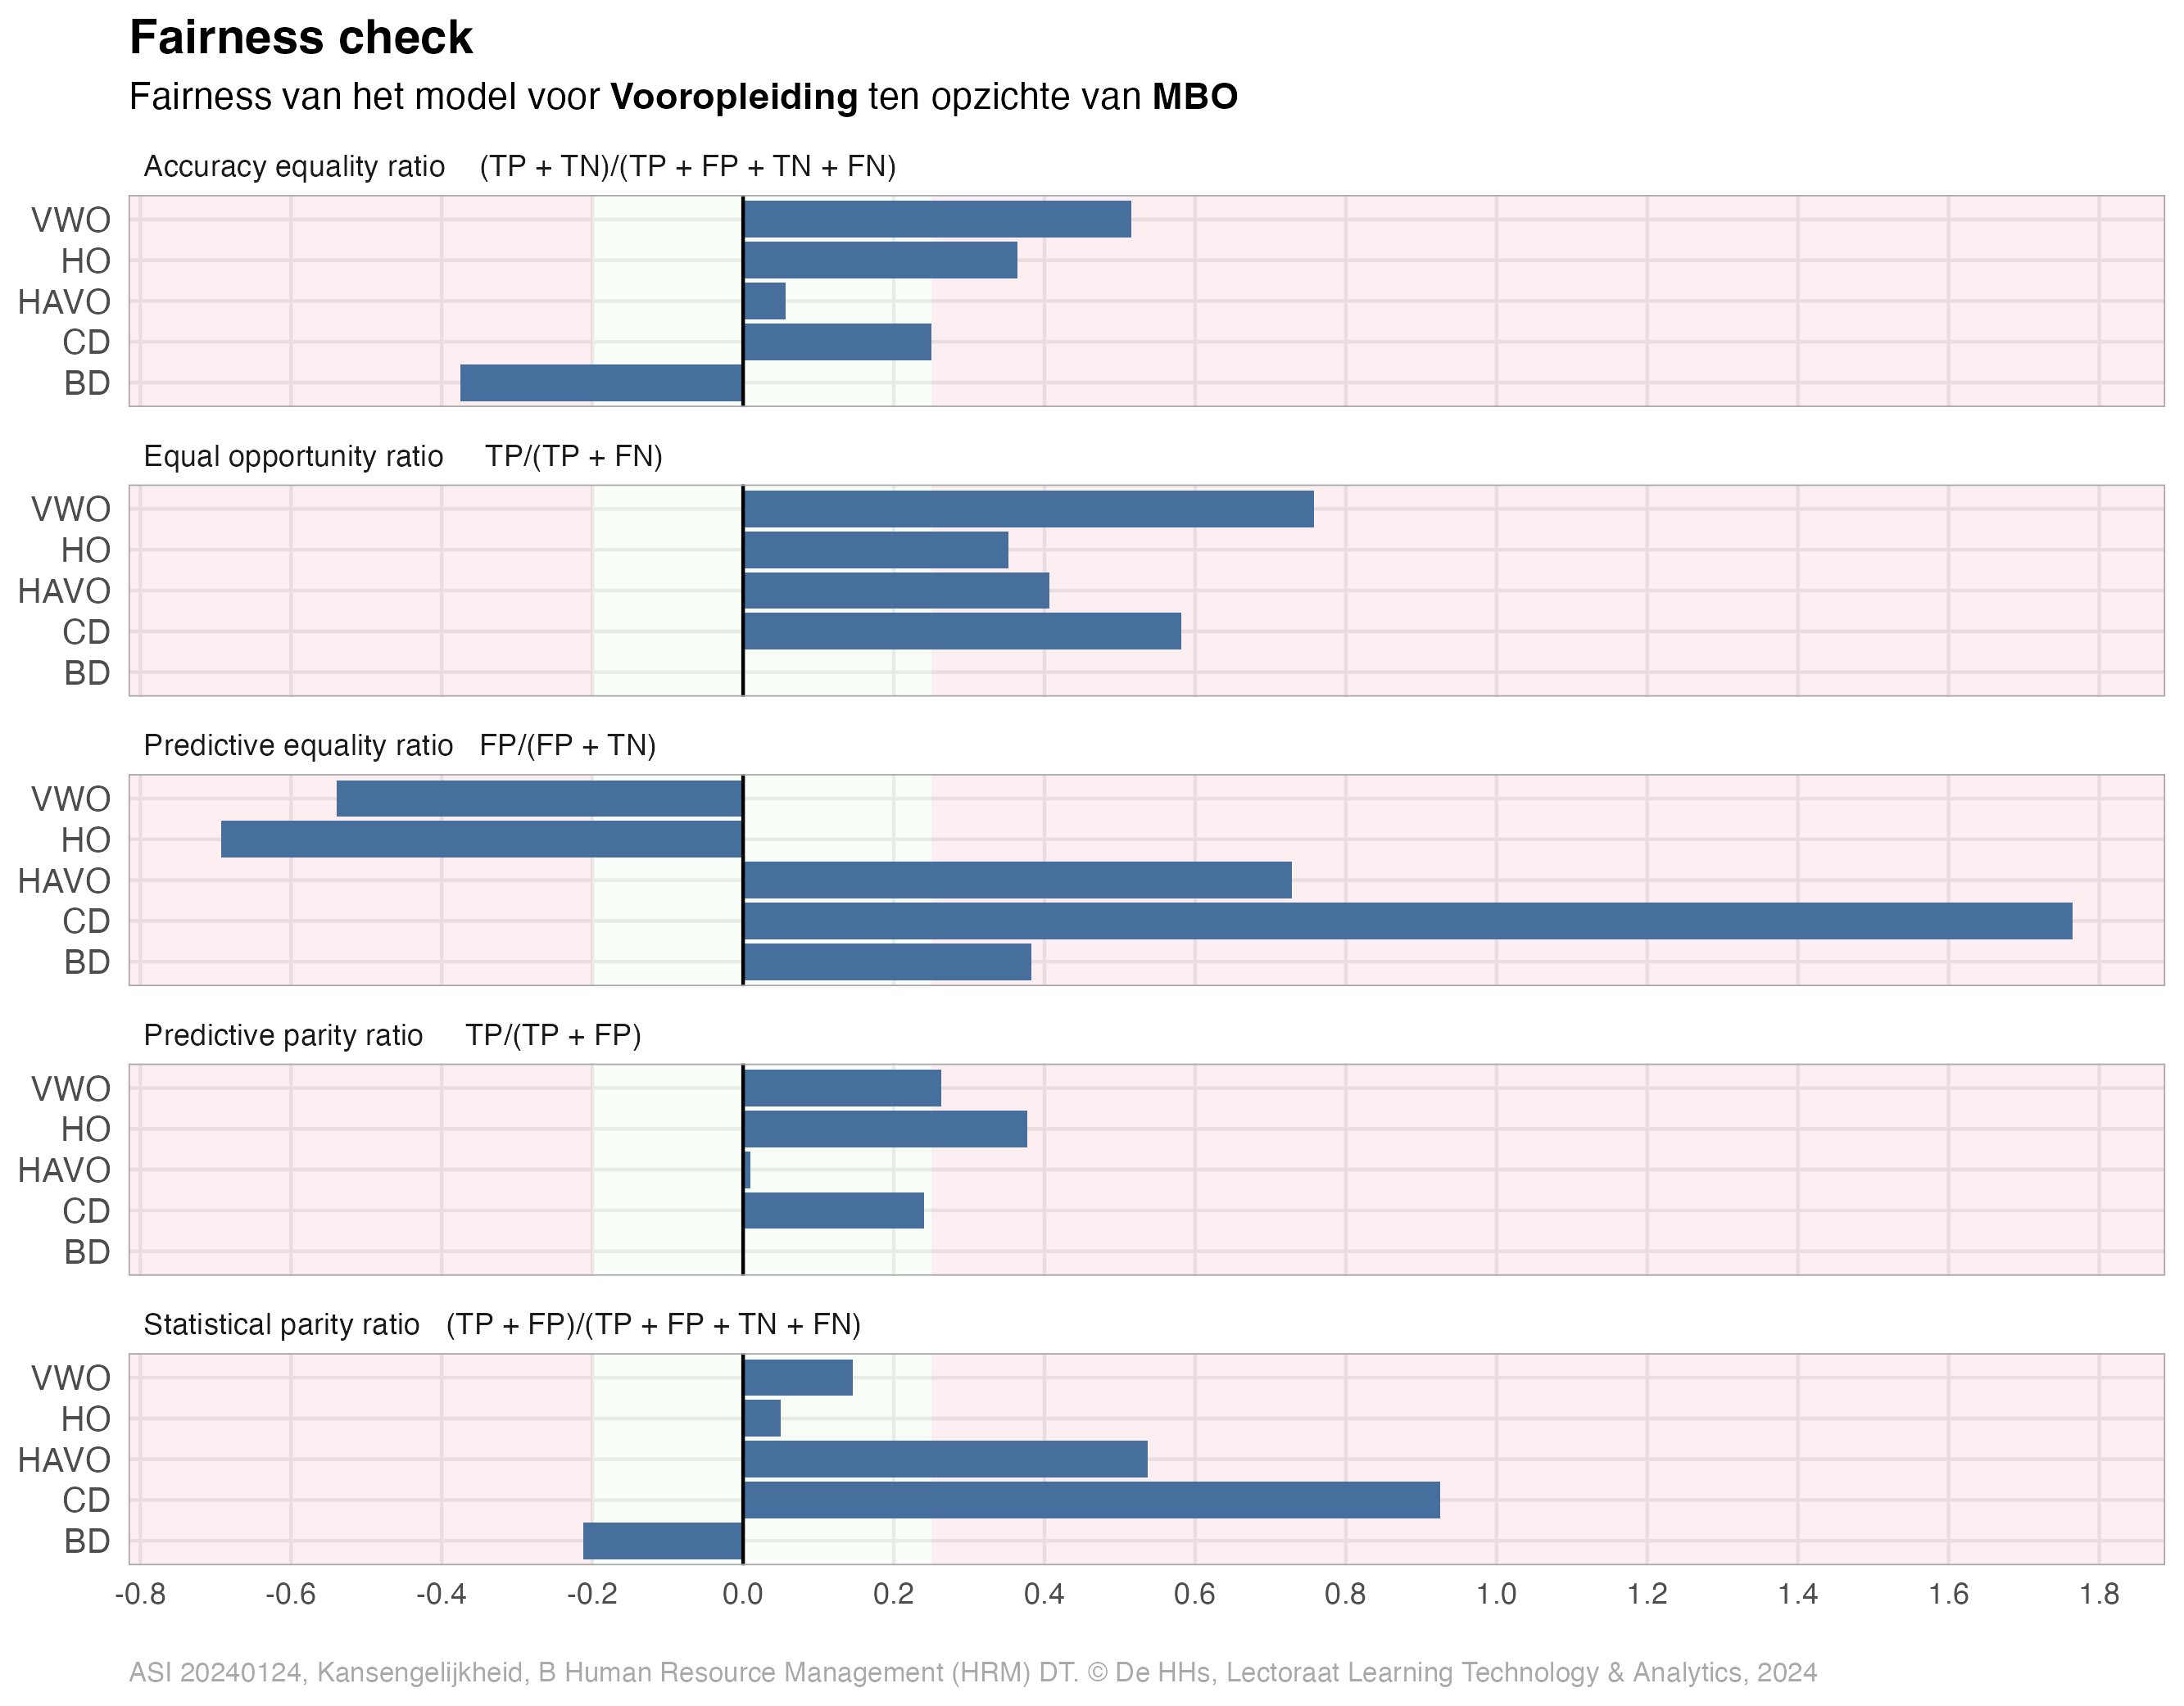 Fairness check
Fairness van het model voor Vooropleiding ten opzichte van MBO
Accuracy equality ratio (TP + TN)/(TP + FP + TN + FN)
VWO
HO
HAVO
CD
BD
Equal opportunity ratio TP/(TP + FN)
VWO
HO
HAVO
CD
BD
Predictive equality ratio FP/(FP + TN)
VWO
HO
HAVO
CD
BD
Predictive parity ratio TP/(TP + FP)
VWO
HO
HAVO
CD
BD
Statistical parity ratio (TP + FP)/(TP + FP + TN + FN)
VWO
HO
HAVO
CD
BD
-0.8 -0.6 -0.4 -0.2 0.0 0.2 0.4 0.6 0.8 1.0 1.2 1.4 1.6 1.8
ASI 20240124, Kansengelijkheid, B Human Resource Management (HRM) DT. © De HHs, Lectoraat Learning Technology & Analytics, 2024